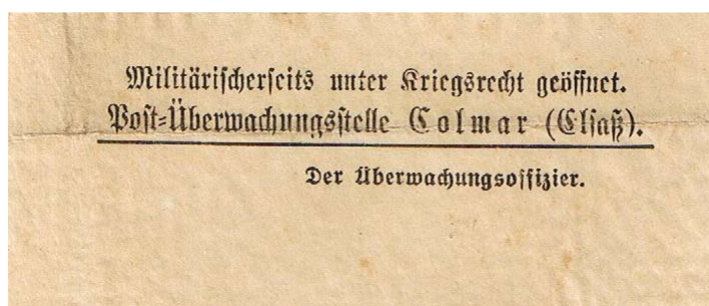 Militärischerseits unter Kriegsrecht geöffnet.
Post-Überwachungsstelle Colmar (Elsaß).
Der Überwachungsoffizier.